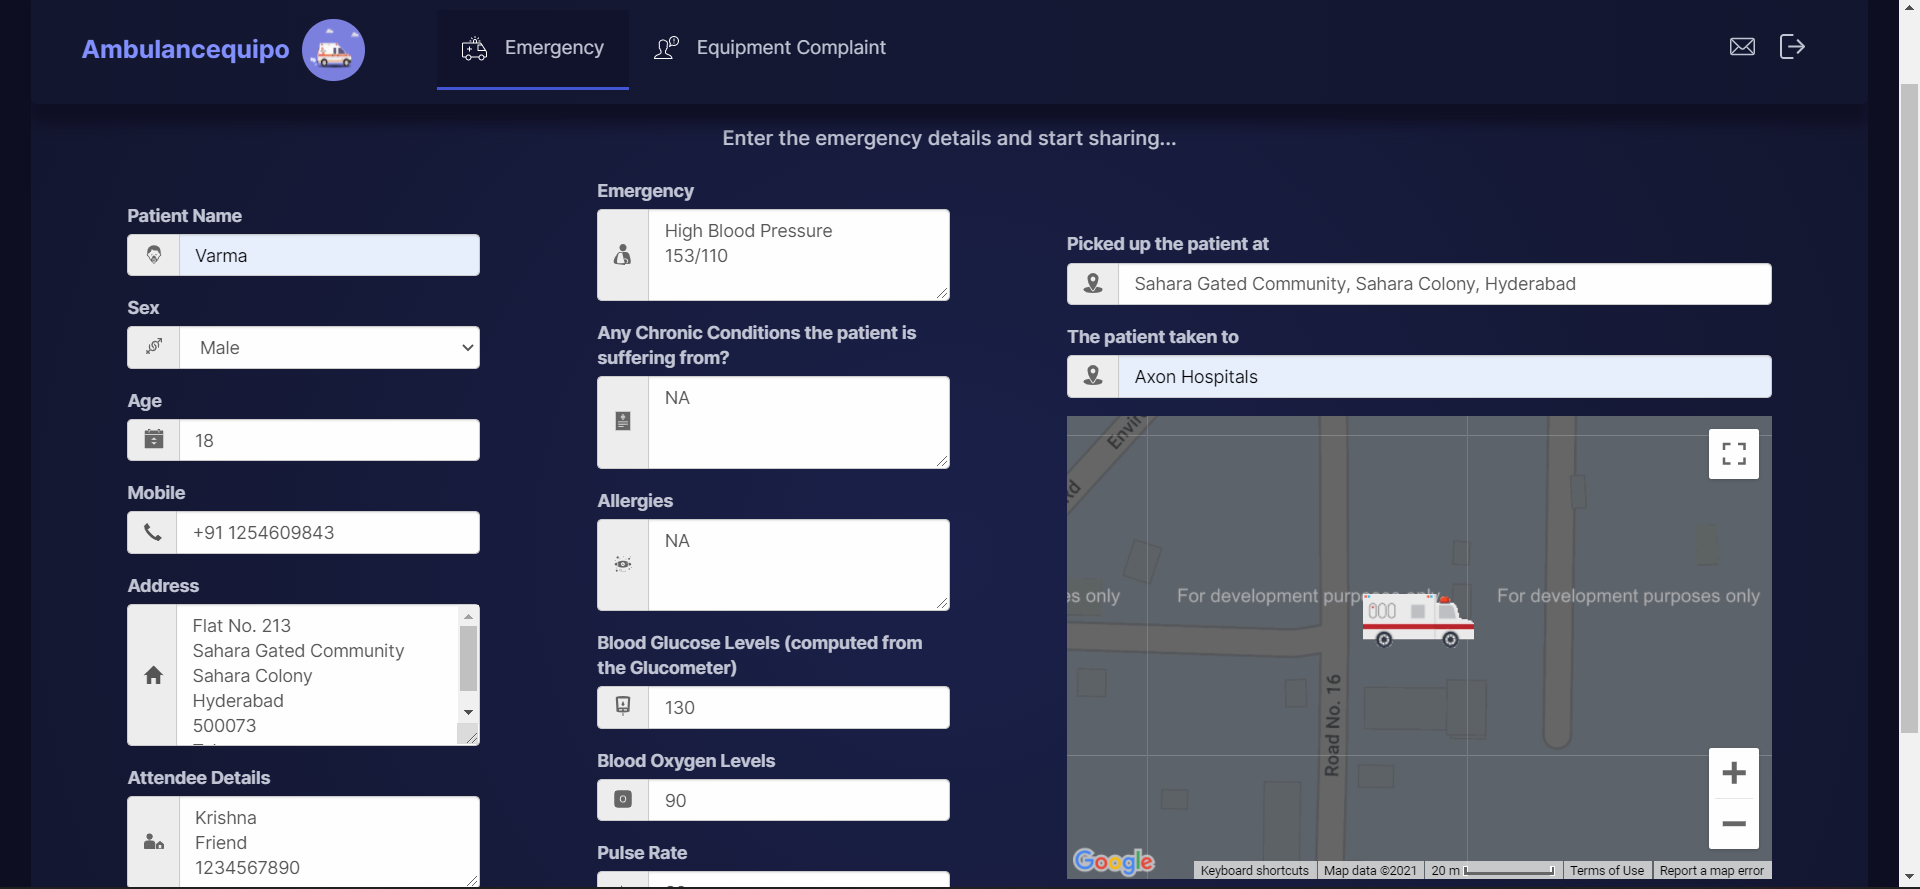 Ambulancequipo
Emergency
Equipment Complaint
Enter the emergency details and start sharing...
Patient Name
Varma
Sex
Male
Age
18
Mobile
+91 1254609843
Address
Flat No. 213
Sahara Gated Community
Sahara Colony
Hyderabad
500073
Attendee Details
Krishna
Friend
1234567890
Emergency
High Blood Pressure
153/110
Any Chronic Conditions the patient is
suffering from?
NA
Allergies
NA
Blood Glucose Levels (computed from
the Glucometer)
130
Blood Oxygen Levels
90
Pulse Rate
Picked up the patient at
Sahara Gated Community, Sahara Colony, Hyderabad
The patient taken to
Axon Hospitals
Rd
es only
For development purposes only
For development purposes only
Road No. 16
Google
Keyboard shortcuts
Map data ©2021
20 m
Terms of Use
Report a map error